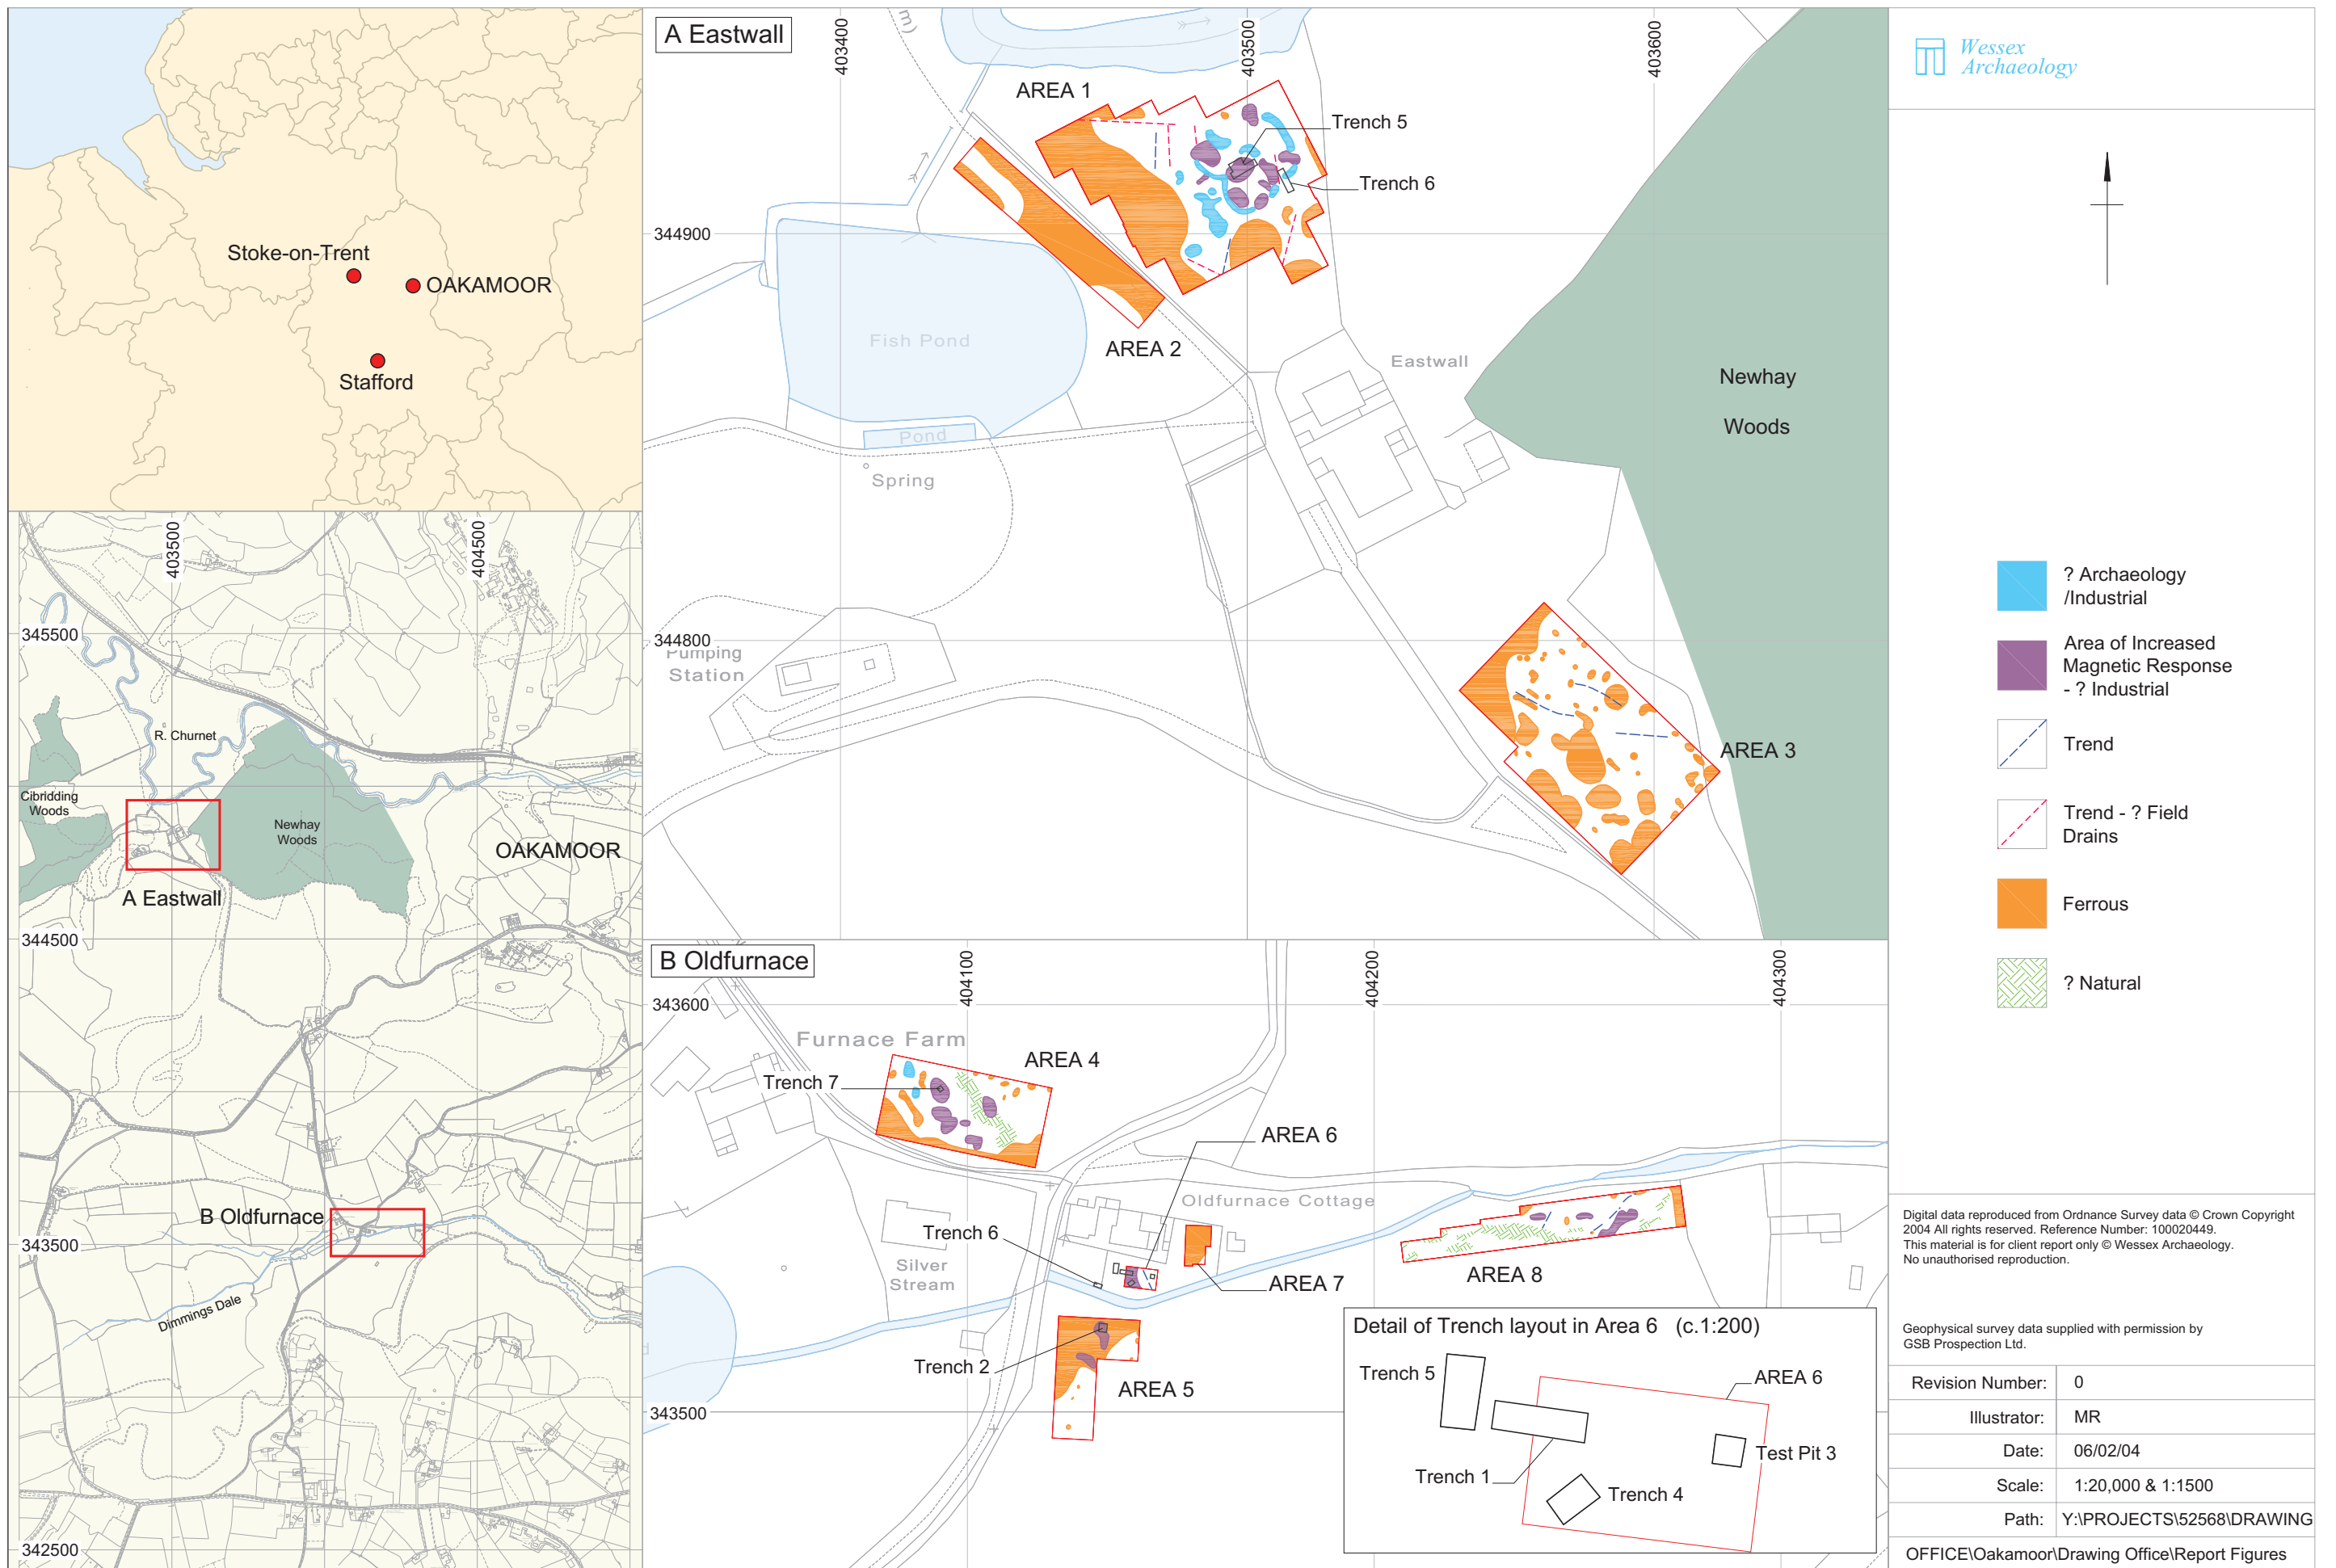 Stoke-on-Trent
OAKAMOOR
Stafford
403500
404500
345500
R. Churnet
Cibridding
Woods
Newhay
Woods
OAKAMOOR
A Eastwall
344500
B Oldfurnace
343500
Dimmings Dale
342500
A Eastwall
m)
403400
403500
403600
AREA 1
Trench 5
Trench 6
344900
Fish Pond
AREA 2
Eastwall
Newhay
Woods
Pond
Spring
344800
Pumping
Station
AREA 3
B Oldfurnace
404100
404200
404300
343600
Furnace Farm
AREA 4
Trench 7
AREA 6
Oldfurnace Cottage
Trench 6
Silver
Stream
AREA 7
AREA 8
d
Trench 2
AREA 5
343500
Detail of Trench layout in Area 6 (c.1:200)
Trench 5
AREA 6
Trench 1
Test Pit 3
Trench 4
Wessex
Archaeology
? Archaeology
/Industrial
Area of Increased
Magnetic Response
- ? Industrial
Trend
Trend - ? Field
Drains
Ferrous
? Natural
Digital data reproduced from Ordnance Survey data © Crown Copyright
2004 All rights reserved. Reference Number: 100020449.
This material is for client report only © Wessex Archaeology.
No unauthorised reproduction.
Geophysical survey data supplied with permission by
GSB Prospection Ltd.
Revision Number: 0
Illustrator: MR
Date: 06/02/04
Scale: 1:20,000 & 1:1500
Path: Y:\PROJECTS\52568\DRAWING
OFFICE\Oakamoor\Drawing Office\Report Figures